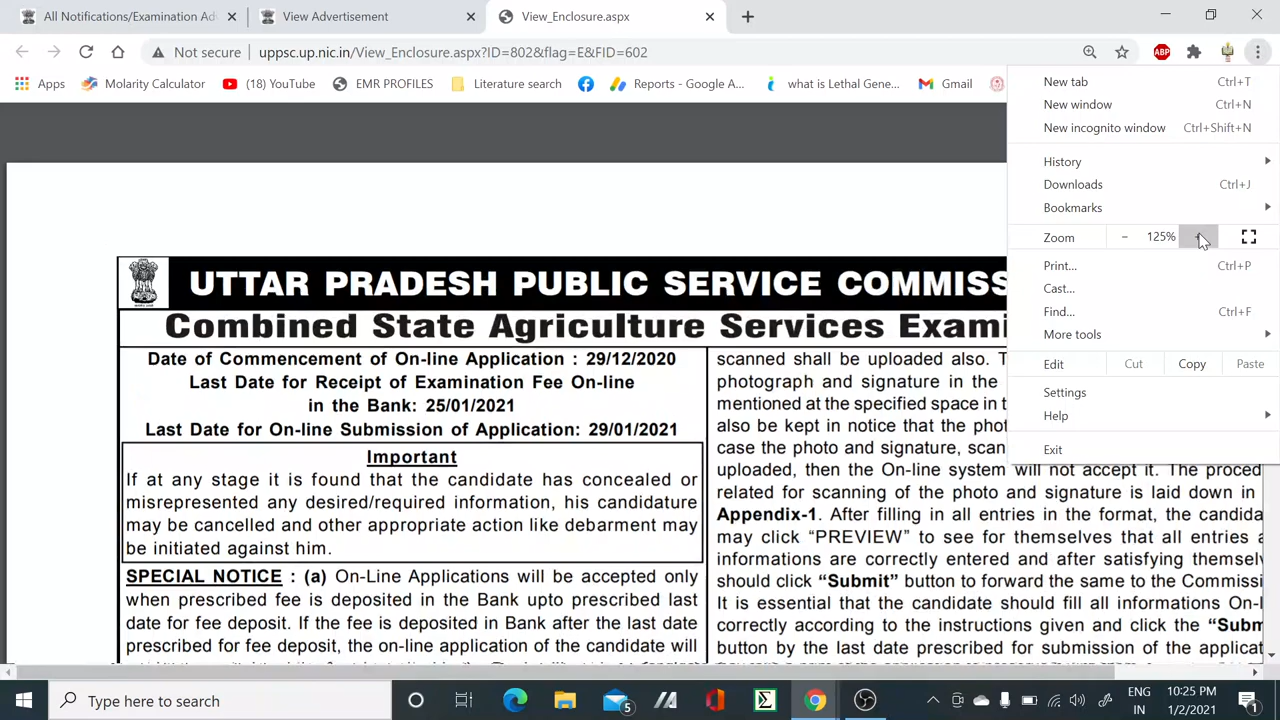 All Notifications/Examination Ad
View Advertisement
View_Enclosure.aspx
Not secure
uppsc.up.nic.in/View_Enclosure.aspx?ID=802&flag=E&FID=602
ABP
Apps
Molarity Calculator
(18) YouTube
EMR PROFILES
Literature search
Reports - Google A...
what is Lethal Gene...
Gmail
New tab Ctrl+T
New window Ctrl+N
New incognito window Ctrl+Shift+N
History
Downloads Ctrl+J
Bookmarks
Zoom - 125% +
Print... Ctrl+P
Cast...
Find... Ctrl+F
More tools
Edit Cut Copy Paste
Settings
Help
Exit
UTTAR PRADESH PUBLIC SERVICE COMMISS
Combined State Agriculture Services Exami
Date of Commencement of On-line Application : 29/12/2020
Last Date for Receipt of Examination Fee On-line
in the Bank: 25/01/2021
Last Date for On-line Submission of Application: 29/01/2021
Important
If at any stage it is found that the candidate has concealed or
misrepresented any desired/required information, his candidature
may be cancelled and other appropriate action like debarment may
be initiated against him.
SPECIAL NOTICE : (a) On-Line Applications will be accepted only
when prescribed fee is deposited in the Bank upto prescribed last
date for fee deposit. If the fee is deposited in Bank after the last date
prescribed for fee deposit, the on-line application of the candidate will
scanned shall be uploaded also. T
photograph and signature in the
mentioned at the specified space in t
also be kept in notice that the phot
case the photo and signature, scan
uploaded, then the On-line system will not accept it. The proced
related for scanning of the photo and signature is laid down in
Appendix-1. After filling in all entries in the format, the candida
may click “PREVIEW” to see for themselves that all entries a
informations are correctly entered and after satisfying themselv
should click “Submit” button to forward the same to the Commissi
It is essential that the candidate should fill all informations On-l
correctly according to the instructions given and click the “Subm
button by the last date prescribed for submission of the applicat
Type here to search
5
ENG
IN
10:25 PM
1/2/2021
1